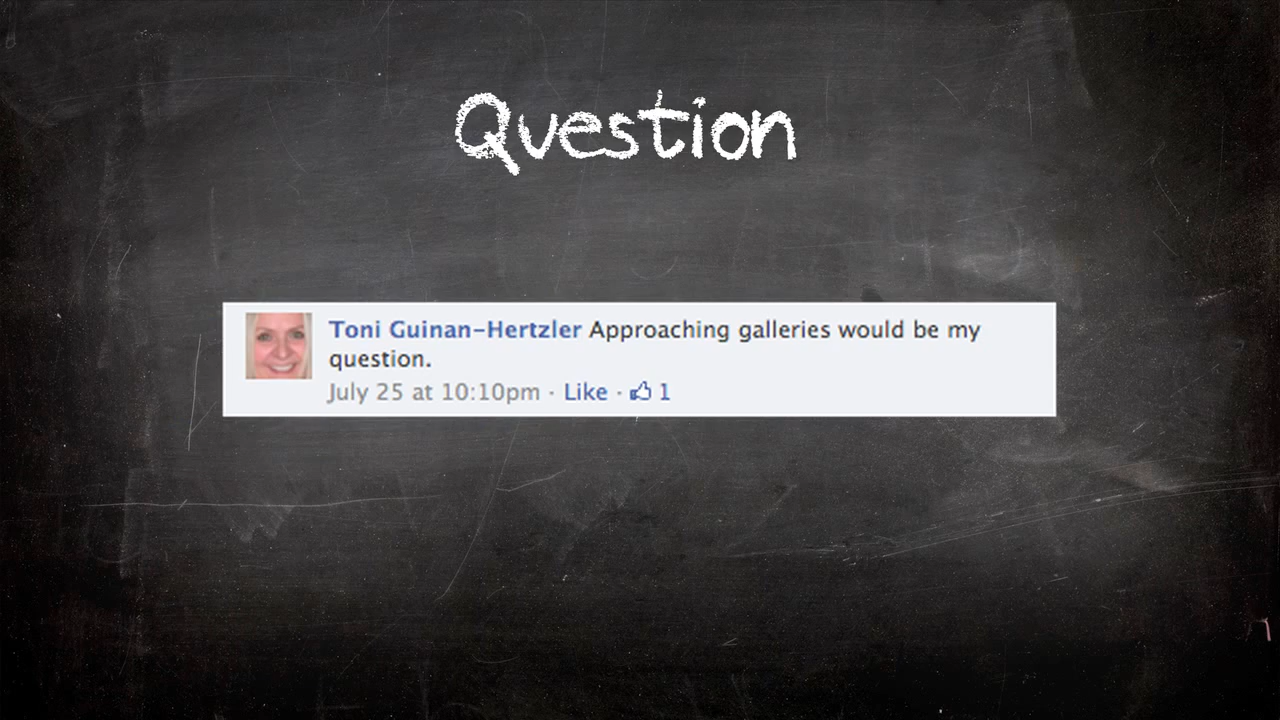 Question
Toni Guinan-Hertzler Approaching galleries would be my
question.
July 25 at 10:10pm · Like · 1